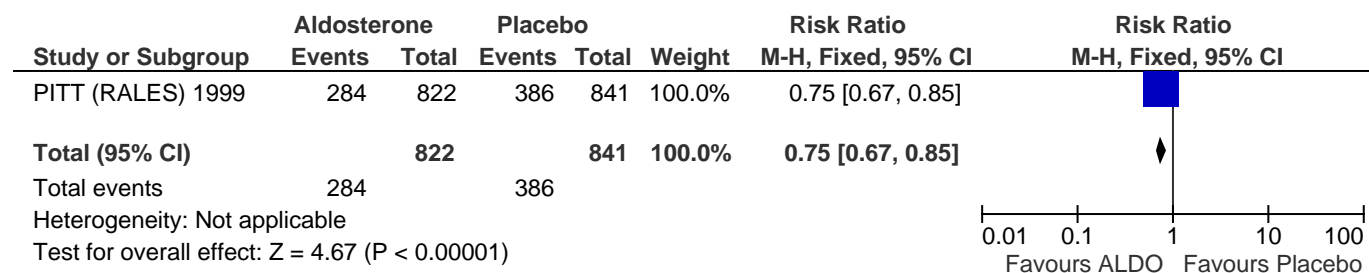 Aldosterone Placebo Risk Ratio Risk Ratio
Study or Subgroup Events Total Events Total Weight M-H, Fixed, 95% CI M-H, Fixed, 95% CI
PITT (RALES) 1999 284 822 386 841 100.0% 0.75 [0.67, 0.85]
Total (95% CI) 822 841 100.0% 0.75 [0.67, 0.85]
Total events 284 386
Heterogeneity: Not applicable
Test for overall effect: Z = 4.67 (P < 0.00001)
0.01 0.1 1 10 100
Favours ALDO Favours Placebo